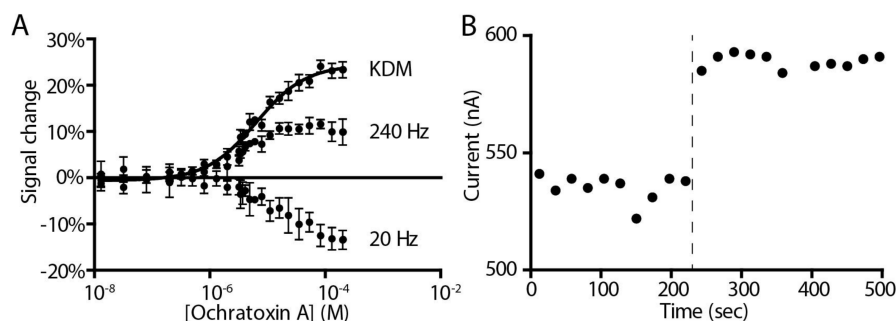 A
Signal change
30%
20%
10%
0%
-10%
-20%
KDM
240 Hz
20 Hz
10-8
10-6
10-4
10-2
[Ochratoxin A] (M)
B
Current (nA)
600
540
500
0
100
200
300
400
500
Time (sec)